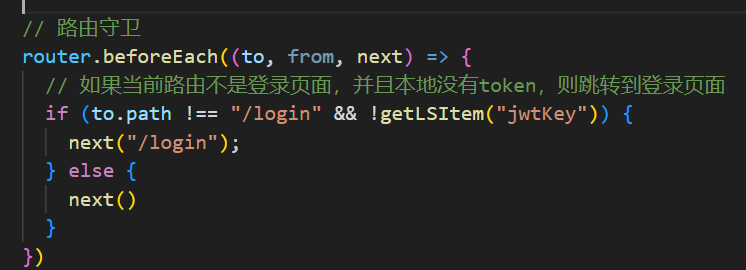 // 路由守卫
router.beforeEach((to, from, next) => {
// 如果当前路由不是登录页面，并且本地没有token，则跳转到登录页面
if (to.path !== "/login" && !getLSItem("jwtKey")) {
next("/login");
} else {
next()
}
})